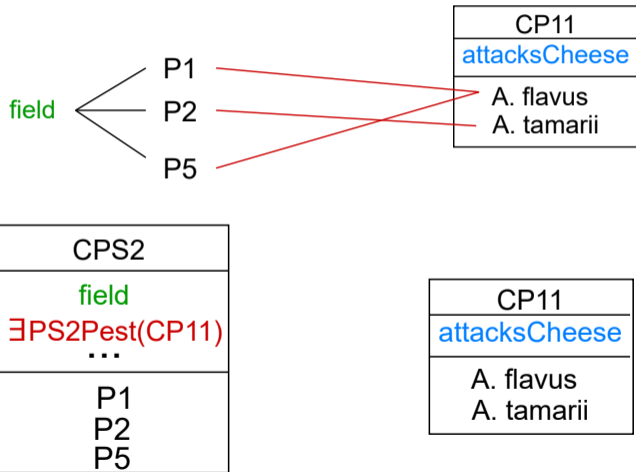 CP11
attacksCheese
A. flavus
A. tamarii
field
P1
P2
P5
CPS2
field
∃PS2Pest(CP11)
...
P1
P2
P5
CP11
attacksCheese
A. flavus
A. tamarii